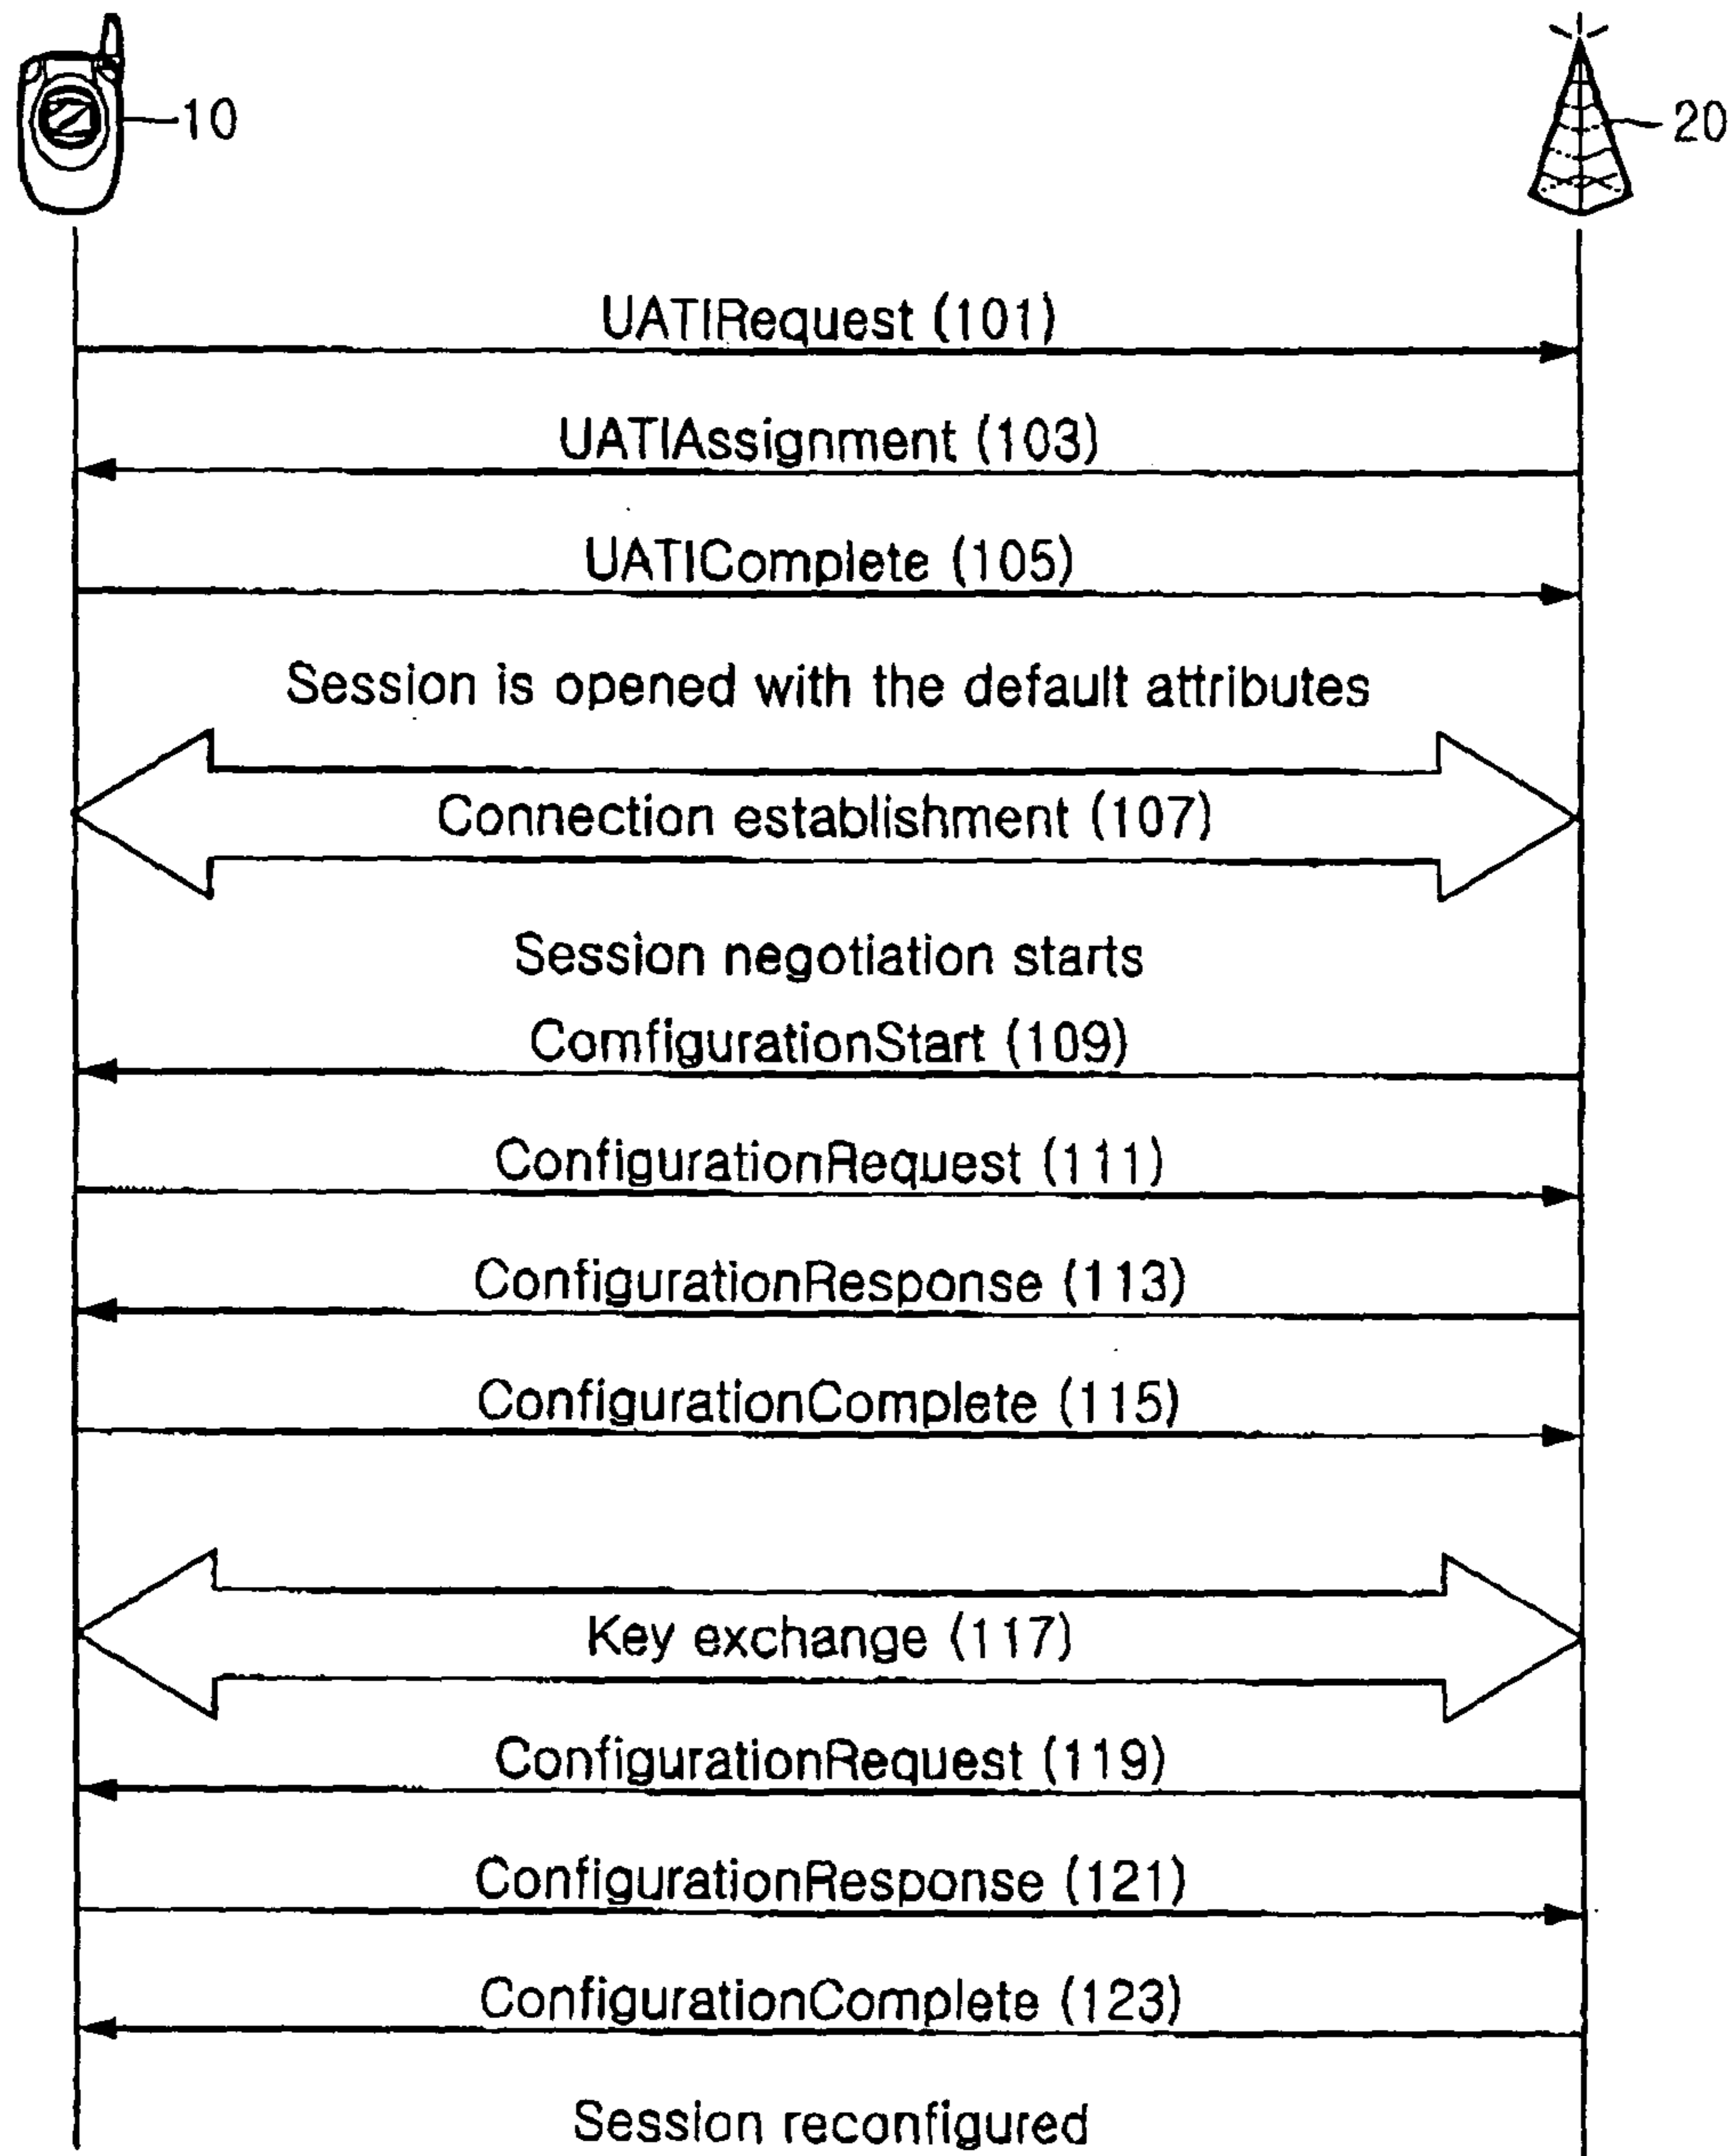 10
20
UATIRequest (101)
UATIAssignment (103)
UATIComplete (105)
Session is opened with the default attributes
Connection establishment (107)
Session negotiation starts
ComfigurationStart (109)
ConfigurationRequest (111)
ConfigurationResponse (113)
ConfigurationComplete (115)
Key exchange (117)
ConfigurationRequest (119)
ConfigurationResponse (121)
ConfigurationComplete (123)
Session reconfigured